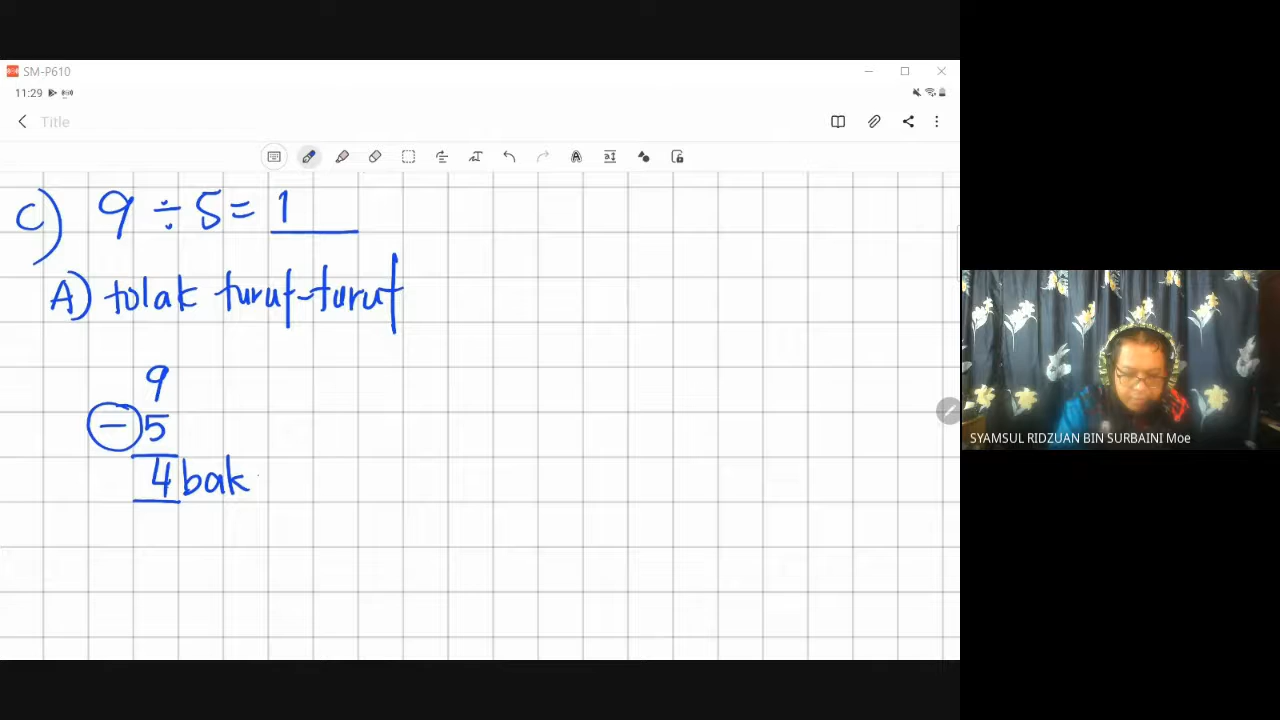 SM-P610
11:29
Title
C) 9 ÷ 5 = 1
A) tolak turut-turut
9
- 5
4 bak
SYAMSUL RIDZUAN BIN SURBAINI Moe